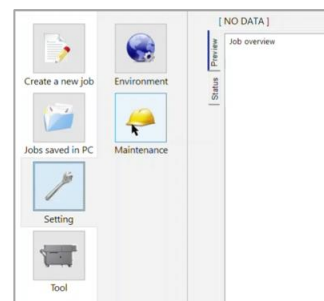 [ NO DATA ]
Preview
Status
Job overview
Create a new job
Environment
Jobs saved in PC
Maintenance
Setting
Tool